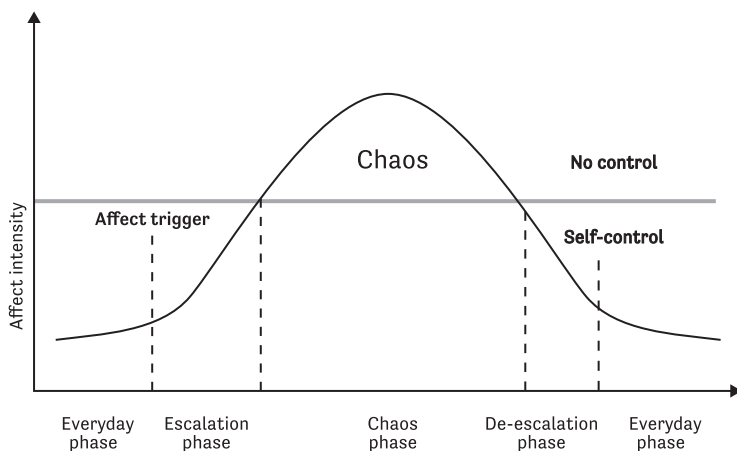 Chaos
No control
Affect trigger
Self-control
Affect intensity
Everyday
phase
Escalation
phase
Chaos
phase
De-escalation
phase
Everyday
phase